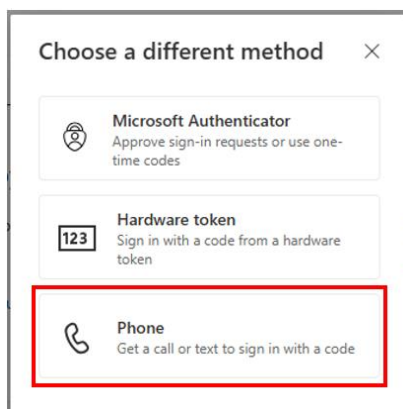 Choose a different method
Microsoft Authenticator
Approve sign-in requests or use one-
time codes
123
Hardware token
Sign in with a code from a hardware
token
Phone
Get a call or text to sign in with a code